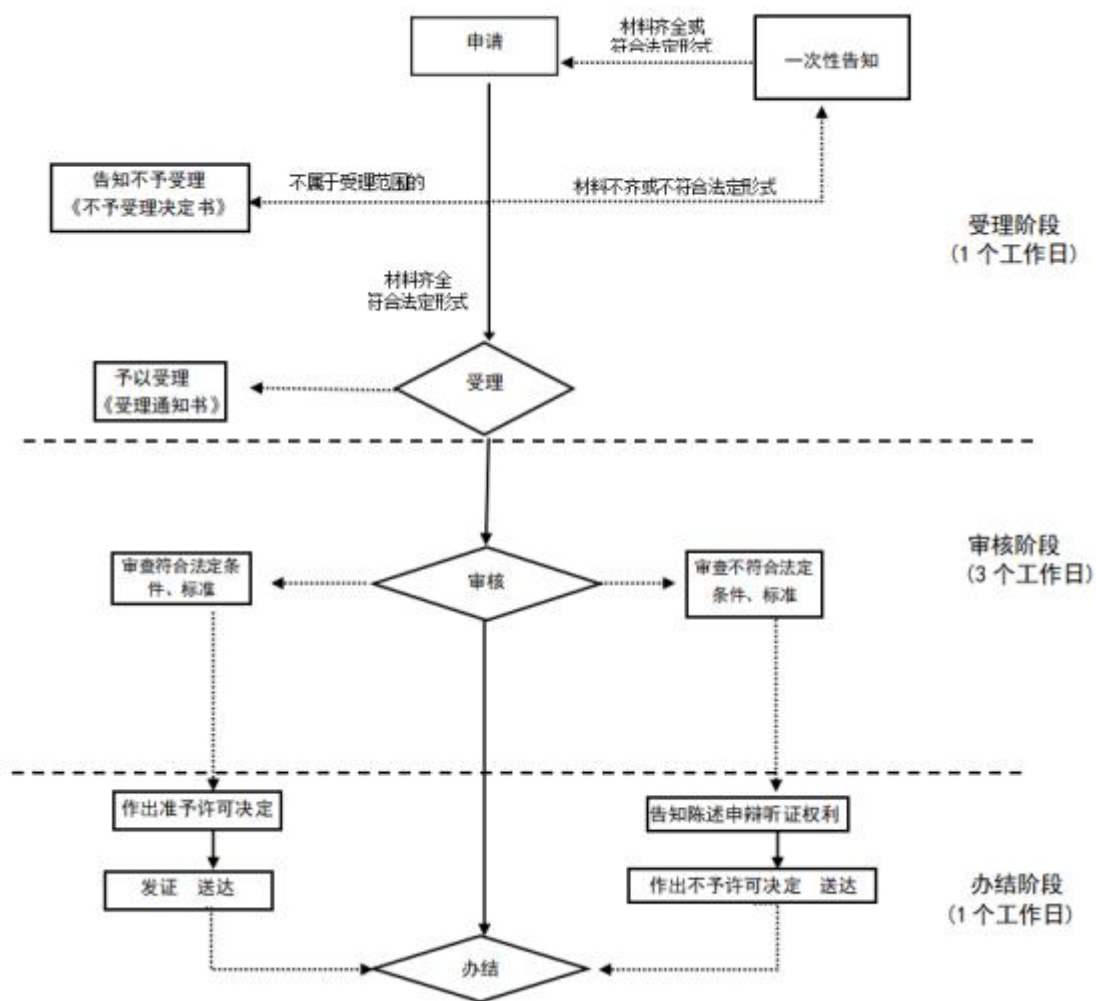 申请
材料齐全或
符合法定形式
一次性告知
告知不予受理
《不予受理决定书》
不属于受理范围的
材料不齐或不符合法定形式
受理阶段
(1 个工作日)
材料齐全
符合法定形式
予以受理
《受理通知书》
受理
审查符合法定条
件、标准
审核
审查不符合法定
条件、标准
审核阶段
(3 个工作日)
作出准予许可决定
告知陈述申辩听证权利
发证 送达
作出不予许可决定 送达
办结阶段
(1 个工作日)
办结